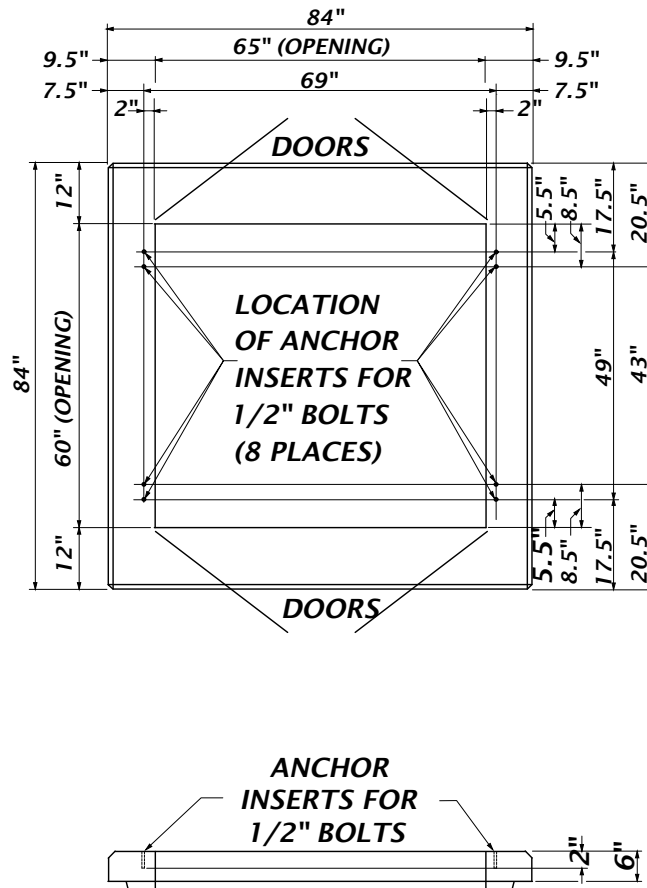 84"
65" (OPENING)
9.5"
9.5"
69"
7.5"
7.5"
2"
2"
DOORS
12"
5.5"
8.5"
17.5"
20.5"
LOCATION
OF ANCHOR
INSERTS FOR
1/2" BOLTS
(8 PLACES)
84"
60" (OPENING)
49"
43"
12"
5.5"
8.5"
17.5"
20.5"
DOORS
ANCHOR
INSERTS FOR
1/2" BOLTS
2"
6"